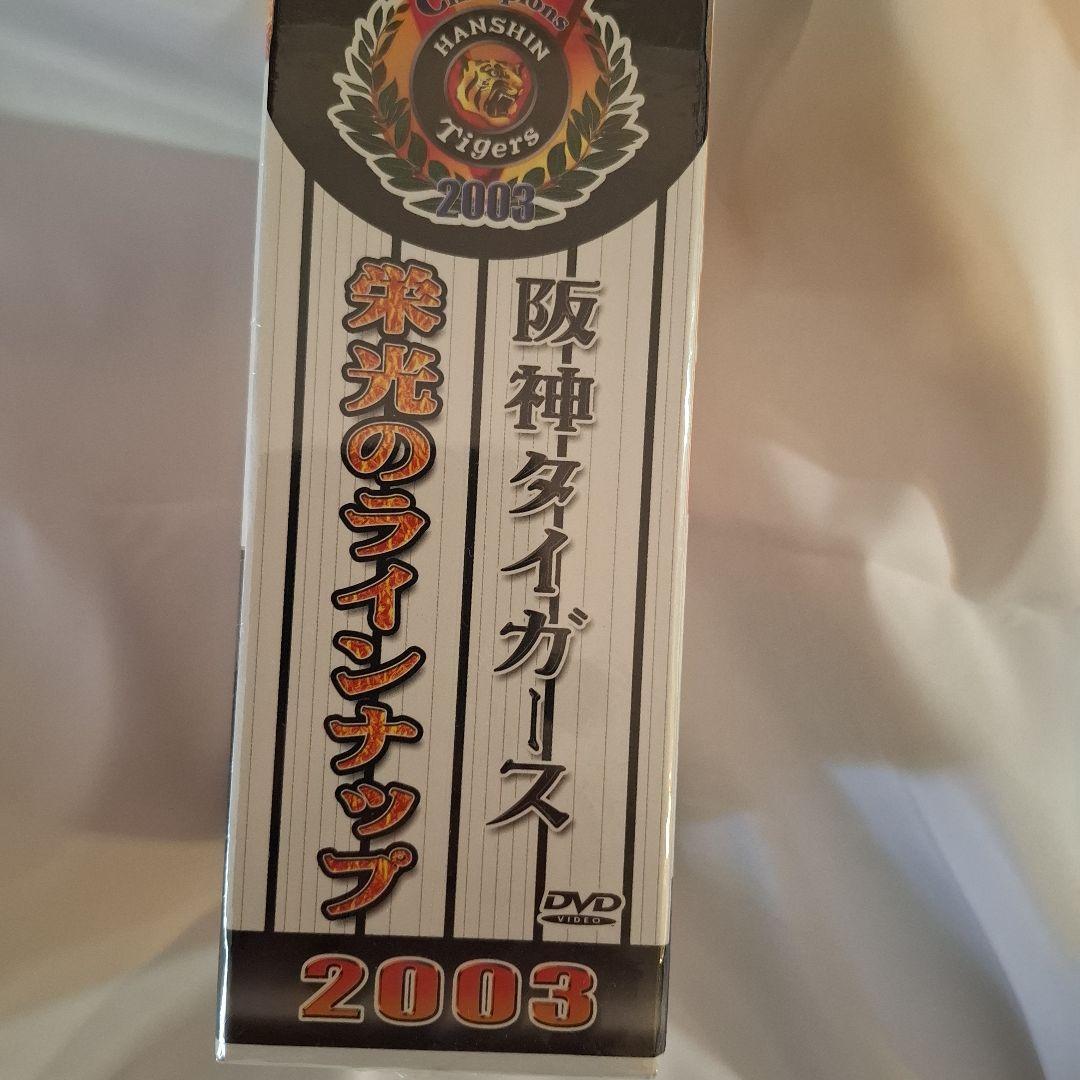 Champions
HANSHIN
Tigers
2003
阪神タイガース
栄光のラインナップ
DVD
VIDEO
2003